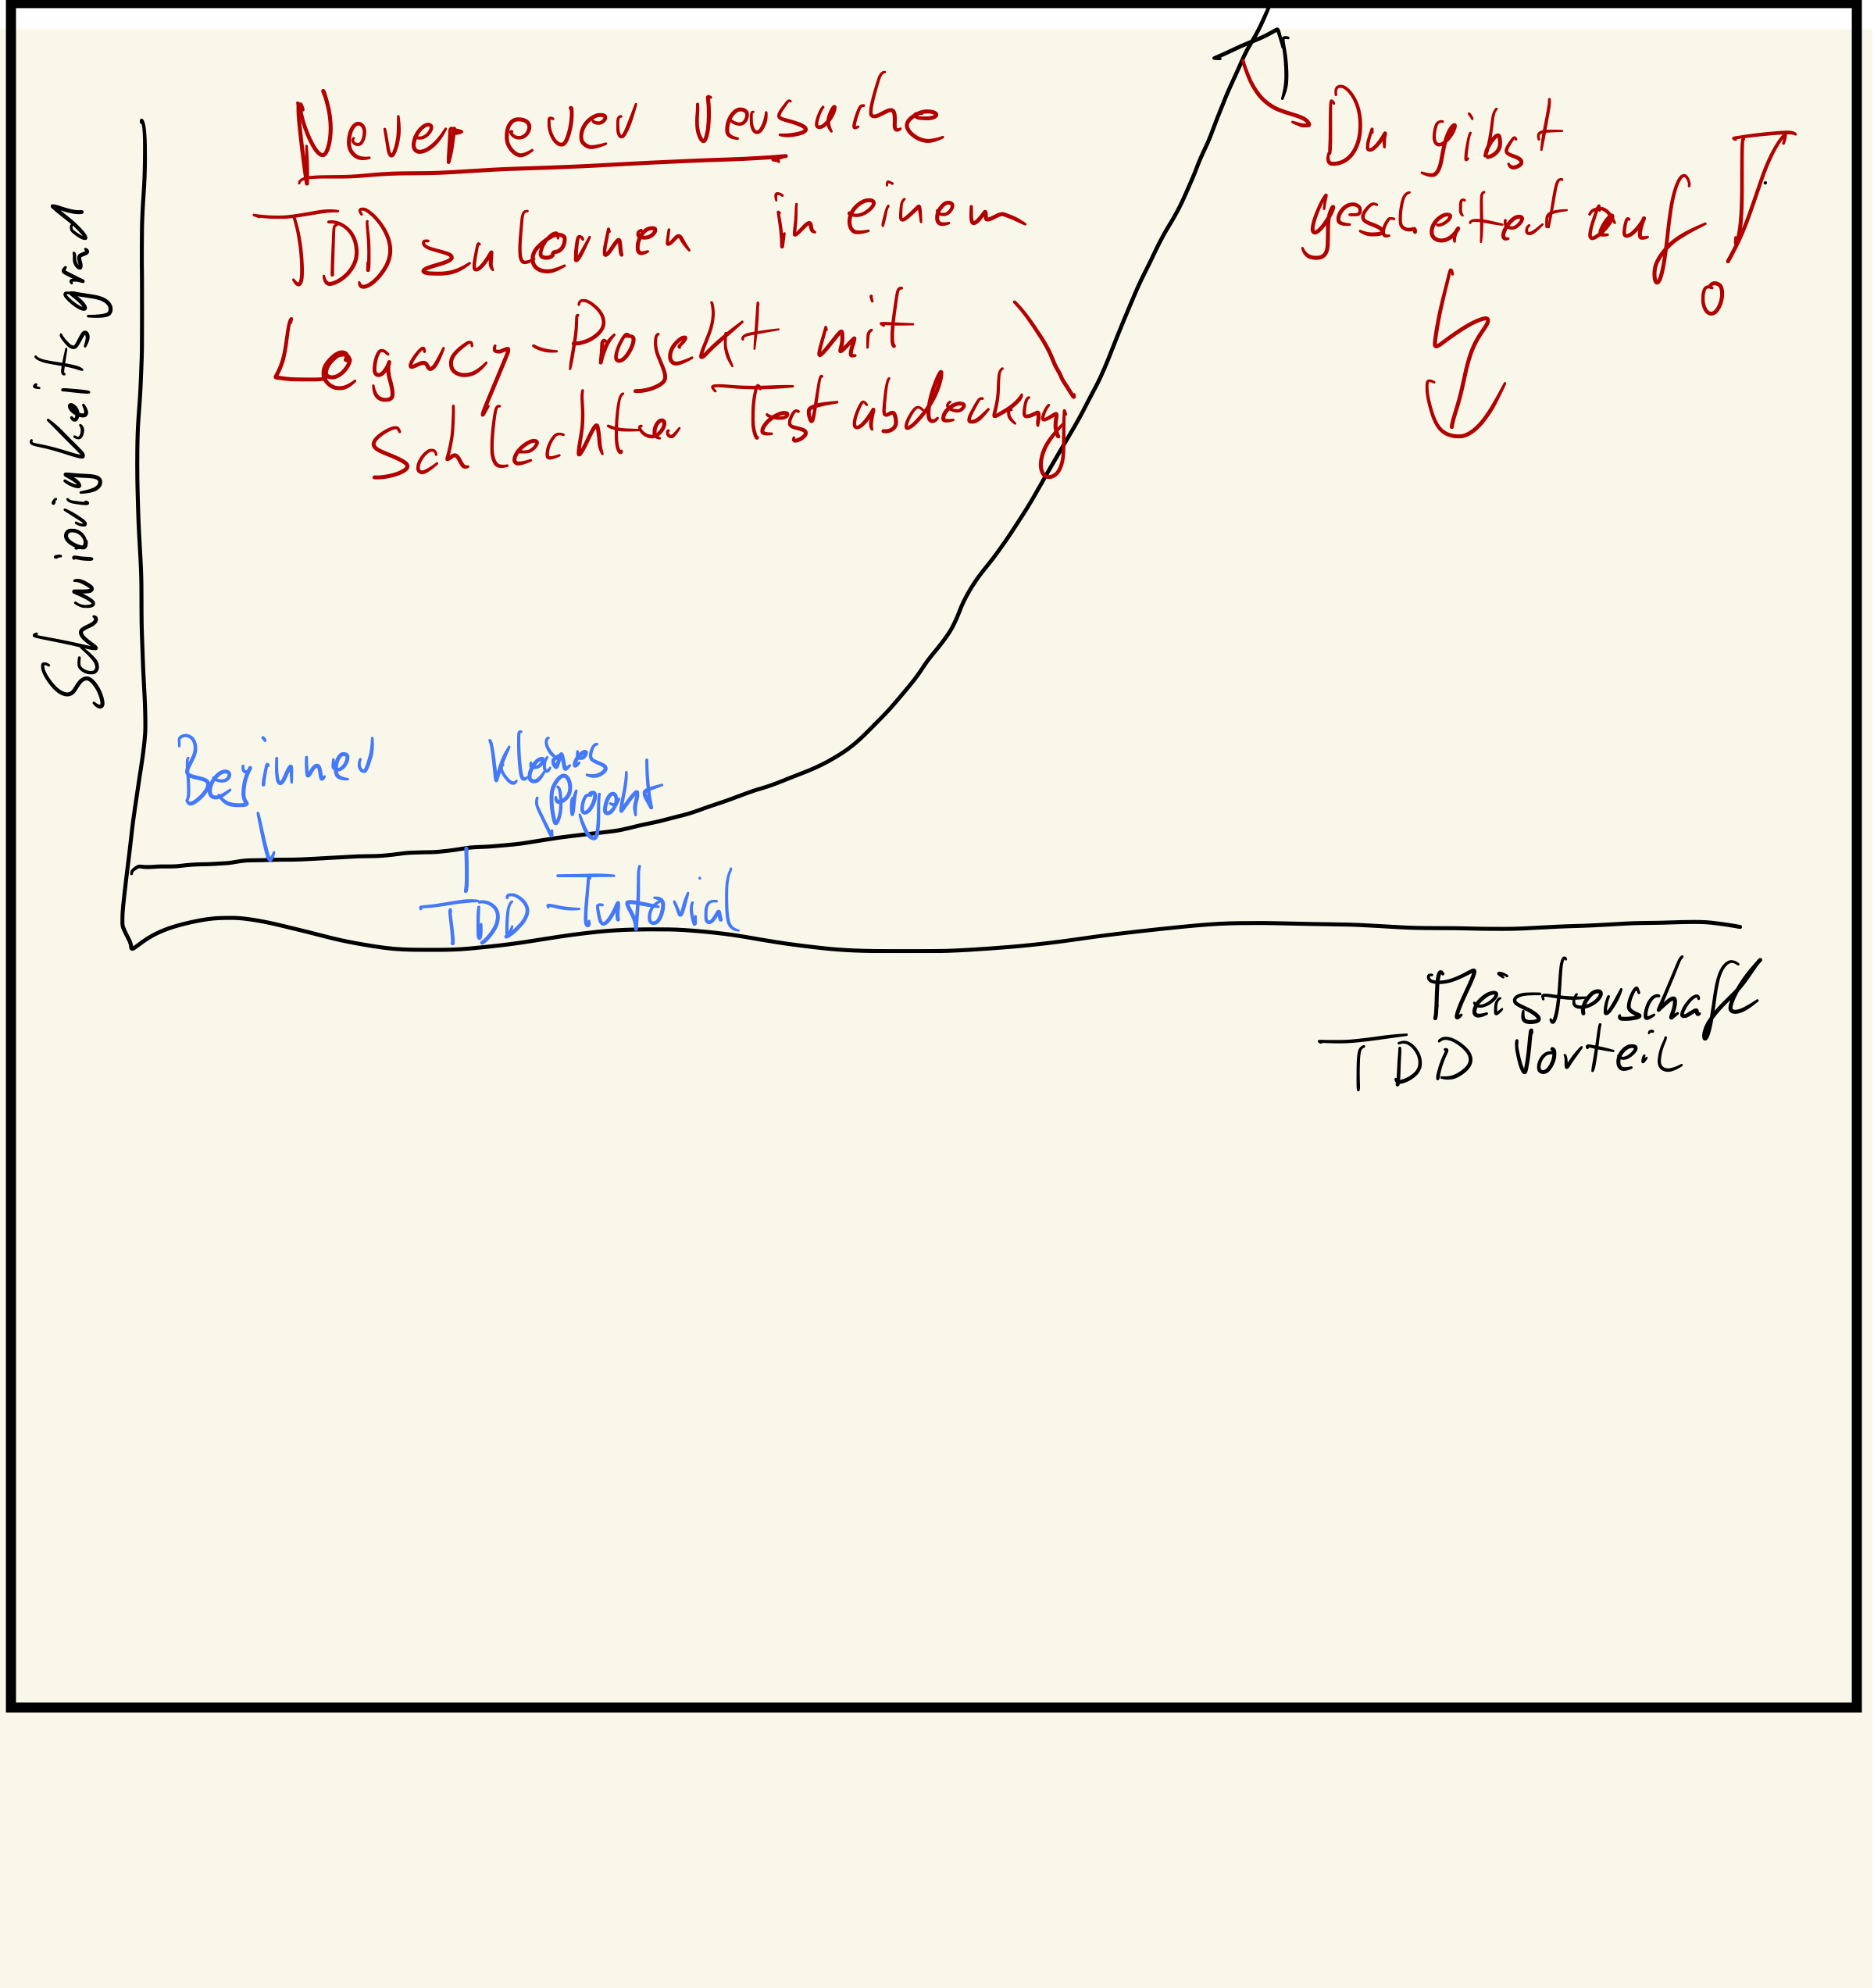 Never ever versuche
TDD zu lernen in einem
Legacy-Projekt mit
schlechter Testabdeckung
Du gibst
gescheitert auf!
Schwierigkeitsgrad
Beginner
Kleines
Projekt
TDD-Tutorial
Meisterschaft
TDD Vorteil